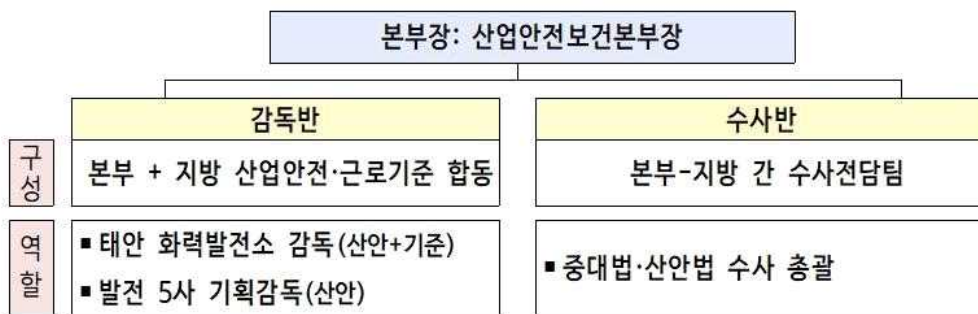 본부장: 산업안전보건본부장
감독반
수사반
구성
본부 + 지방 산업안전·근로기준 합동
본부-지방 간 수사전담팀
역할
▪ 태안 화력발전소 감독(산안+기준)
▪ 발전 5사 기획감독(산안)
▪ 중대법·산안법 수사 총괄